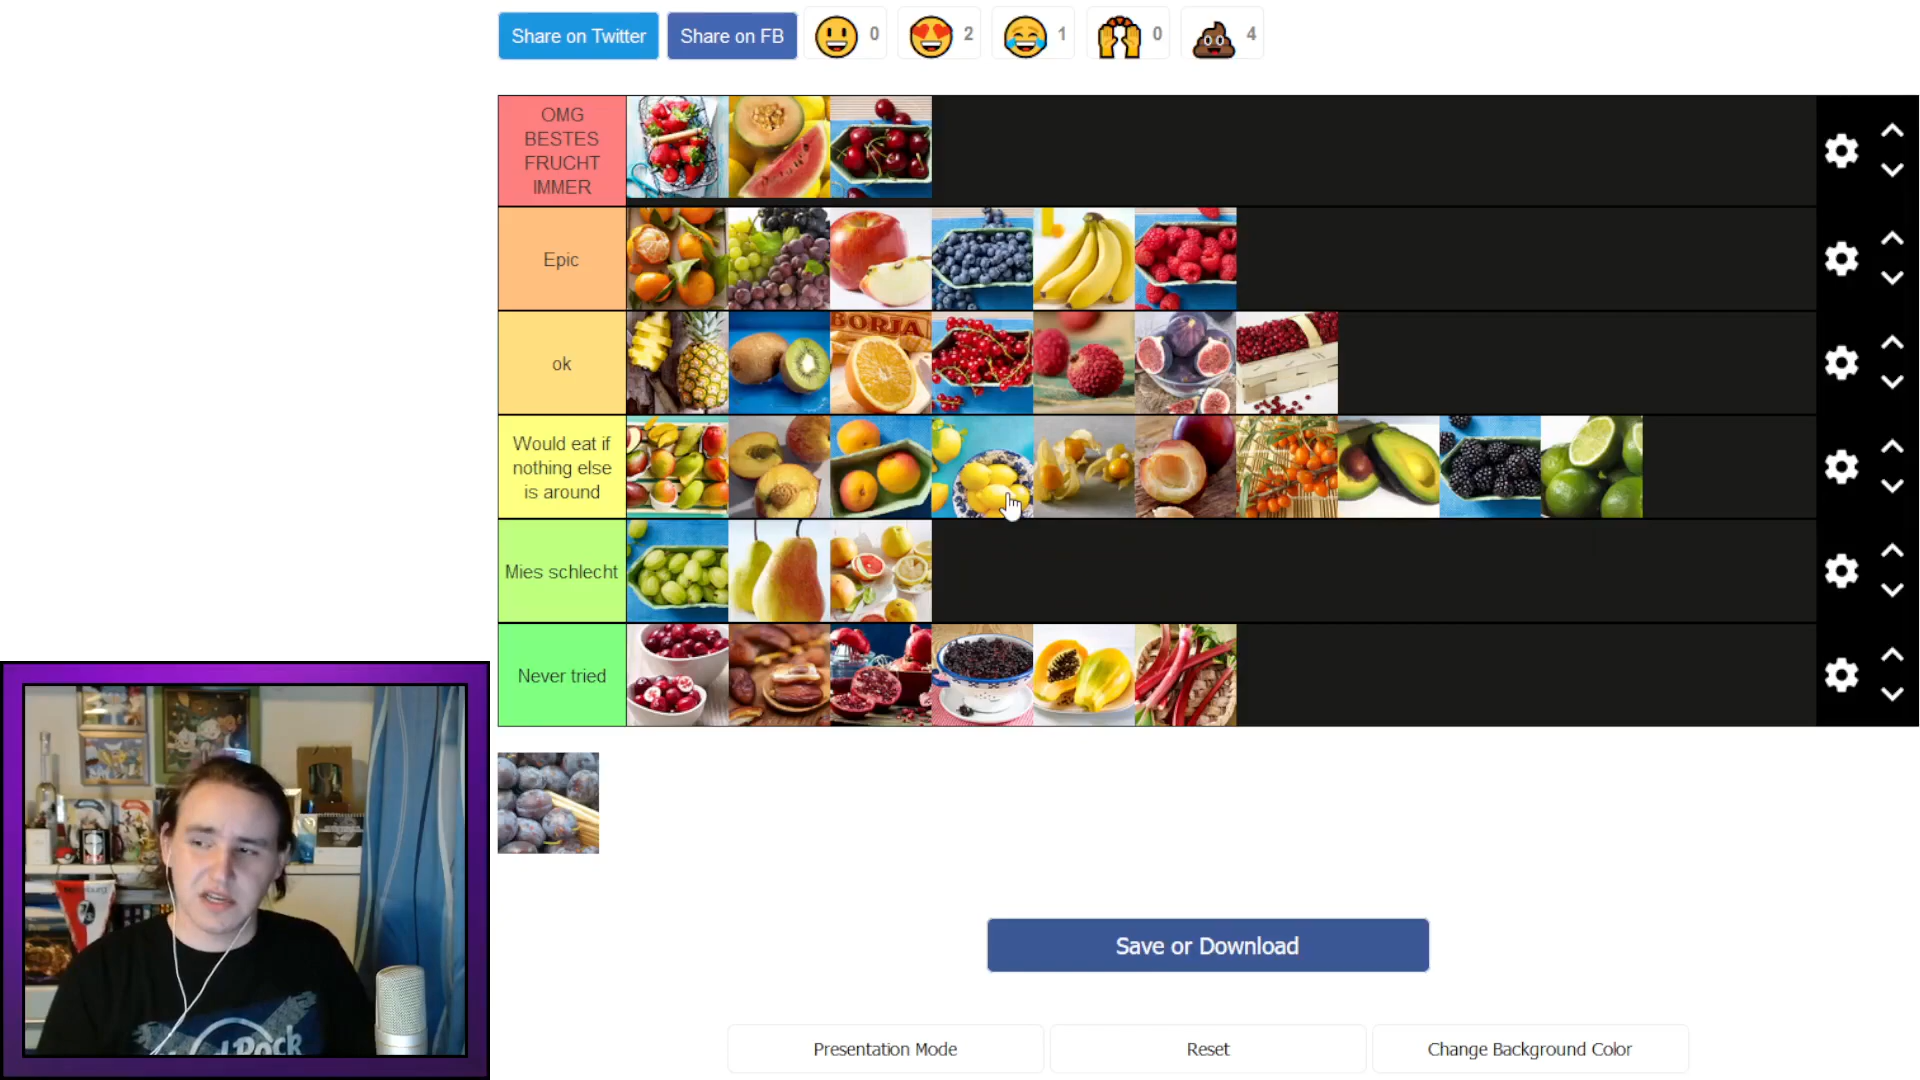 Share on Twitter
Share on FB
0
2
1
0
4
OMG
BESTES
FRUCHT
IMMER
Epic
BORJA
ok
Would eat if
nothing else
is around
Mies schlecht
Never tried
Rock
Save or Download
Presentation Mode
Reset
Change Background Color